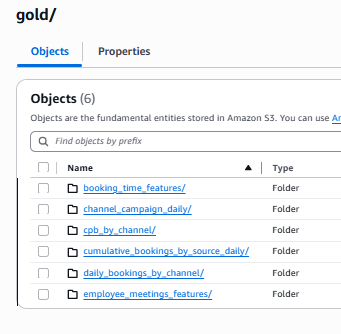 gold/
Objects
Properties
Objects (6)
Objects are the fundamental entities stored in Amazon S3. You can use
Find objects by prefix
Name
Type
booking_time_features/
Folder
channel_campaign_daily/
Folder
cpb_by_channel/
Folder
cumulative_bookings_by_source_daily/
Folder
daily_bookings_by_channel/
Folder
employee_meetings_features/
Folder